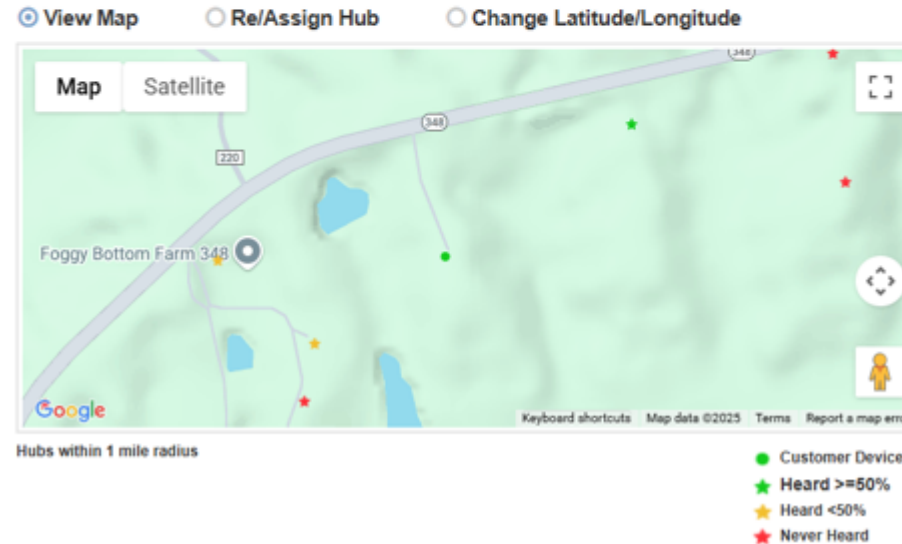 View Map Re/Assign Hub Change Latitude/Longitude
Map Satellite
348
348
220
Foggy Bottom Farm 348
Google
Keyboard shortcuts Map data ©2025 Terms Report a map erro
Hubs within 1 mile radius
Customer Device
Heard >=50%
Heard <50%
Never Heard